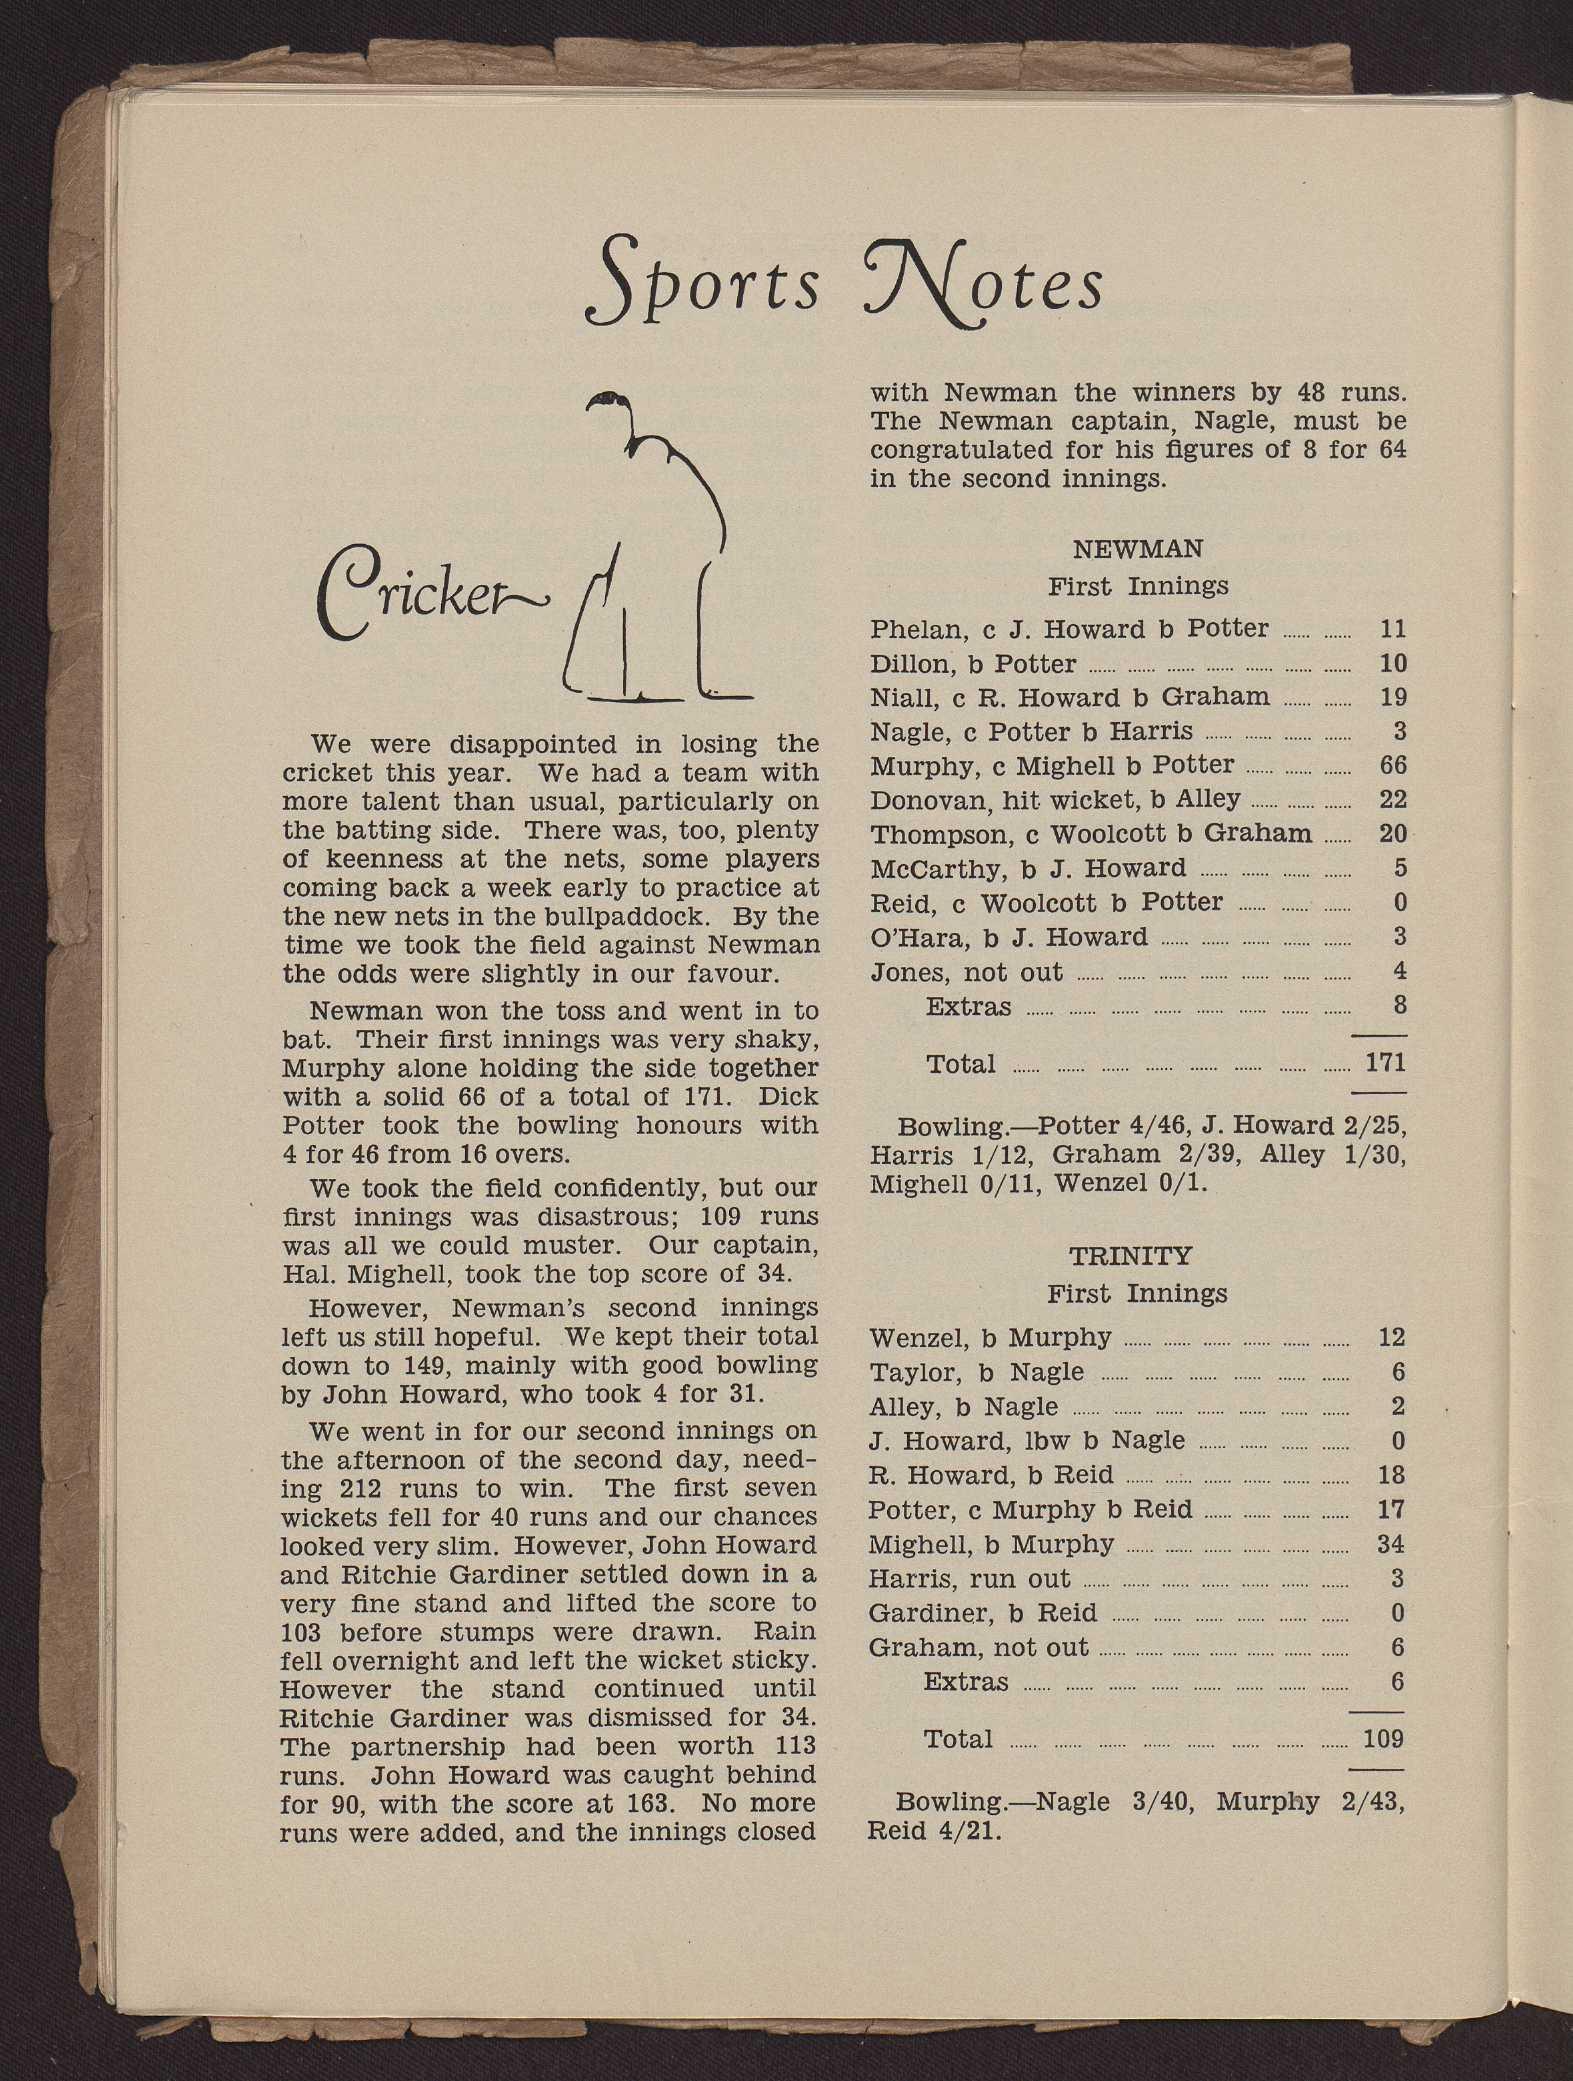 Sports Notes
Cricket
We were disappointed in losing the
cricket this year. We had a team with
more talent than usual, particularly on
the batting side. There was, too, plenty
of keenness at the nets, some players
coming back a week early to practice at
the new nets in the bullpaddock. By the
time we took the field against Newman
the odds were slightly in our favour.
Newman won the toss and went in to
bat. Their first innings was very shaky,
Murphy alone holding the side together
with a solid 66 of a total of 171. Dick
Potter took the bowling honours with
4 for 46 from 16 overs.
We took the field confidently, but our
first innings was disastrous; 109 runs
was all we could muster. Our captain,
Hal. Mighell, took the top score of 34.
However, Newman's second innings
left us still hopeful. We kept their total
down to 149, mainly with good bowling
by John Howard, who took 4 for 31.
We went in for our second innings on
the afternoon of the second day, need-
ing 212 runs to win. The first seven
wickets fell for 40 runs and our chances
looked very slim. However, John Howard
and Ritchie Gardiner settled down in a
very fine stand and lifted the score to
103 before stumps were drawn. Rain
fell overnight and left the wicket sticky.
However the stand continued until
Ritchie Gardiner was dismissed for 34.
The partnership had been worth 113
runs. John Howard was caught behind
for 90, with the score at 163. No more
runs were added, and the innings closed
with Newman the winners by 48 runs.
The Newman captain, Nagle, must be
congratulated for his figures of 8 for 64
in the second innings.
NEWMAN
First Innings
Phelan, c J. Howard b Potter ...... ...... 11
Dillon, b Potter ...... ...... ...... ...... ...... ...... ...... 10
Niall, c R. Howard b Graham ...... ...... 19
Nagle, c Potter b Harris ...... ...... ...... ...... 3
Murphy, c Mighell b Potter ...... ...... ...... 66
Donovan, hit wicket, b Alley ...... ...... ...... 22
Thompson, c Woolcott b Graham ...... 20
McCarthy, b J. Howard ...... ...... ...... ...... 5
Reid, c Woolcott b Potter ...... ...... ...... 0
O'Hara, b J. Howard ...... ...... ...... ...... ...... 3
Jones, not out ...... ...... ...... ...... ...... ...... ...... 4
Extras ...... ...... ...... ...... ...... ...... ...... ...... 8
Total ...... ...... ...... ...... ...... ...... ...... ...... 171
Bowling.—Potter 4/46, J. Howard 2/25,
Harris 1/12, Graham 2/39, Alley 1/30,
Mighell 0/11, Wenzel 0/1.
TRINITY
First Innings
Wenzel, b Murphy ...... ...... ...... ...... ...... ...... 12
Taylor, b Nagle ...... ...... ...... ...... ...... ...... 6
Alley, b Nagle ...... ...... ...... ...... ...... ...... ...... 2
J. Howard, lbw b Nagle ...... ...... ...... ...... 0
R. Howard, b Reid ...... ...... ...... ...... ...... ...... 18
Potter, c Murphy b Reid ...... ...... ...... ...... 17
Mighell, b Murphy ...... ...... ...... ...... ...... ...... 34
Harris, run out ...... ...... ...... ...... ...... ...... ...... 3
Gardiner, b Reid ...... ...... ...... ...... ...... ...... 0
Graham, not out ...... ...... ...... ...... ...... ...... ...... 6
Extras ...... ...... ...... ...... ...... ...... ...... ...... 6
Total ...... ...... ...... ...... ...... ...... ...... ...... 109
Bowling.—Nagle 3/40, Murphy 2/43,
Reid 4/21.